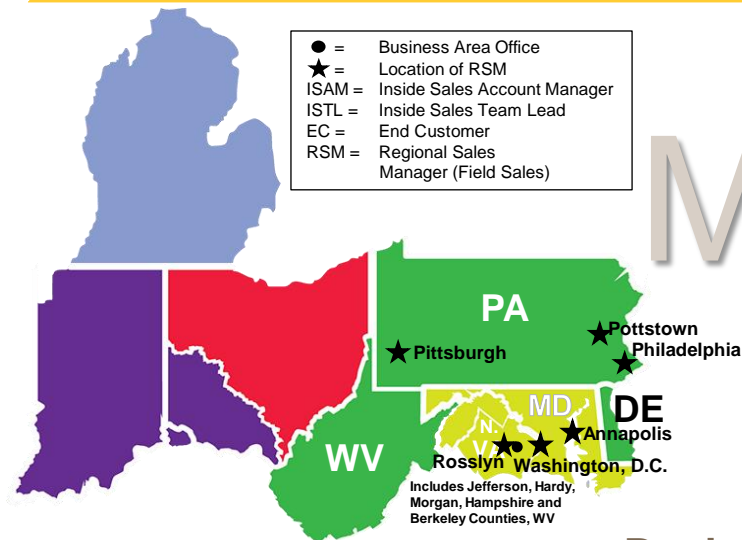 ● = Business Area Office
★ = Location of RSM
ISAM = Inside Sales Account Manager
ISTL = Inside Sales Team Lead
EC = End Customer
RSM = Regional Sales
Manager (Field Sales)
M
PA
Pottstown
Philadelphia
Pittsburgh
MD
DE
N.
V
Annapolis
WV
Rosslyn
Washington, D.C.
Includes Jefferson, Hardy,
Morgan, Hampshire and
Berkeley Counties, WV